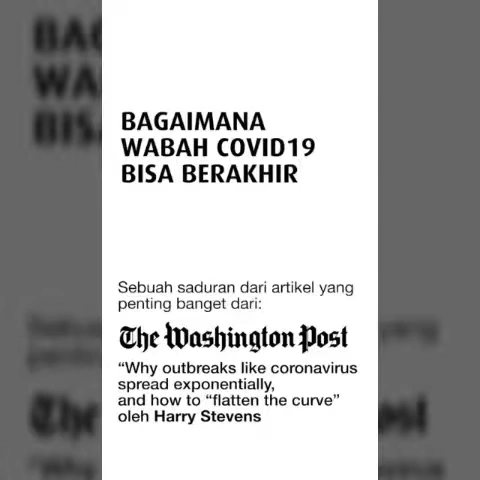 BAGAIMANA
WABAH COVID19
BISA BERAKHIR
Sebuah saduran dari artikel yang
penting banget dari:
The Washington Post
“Why outbreaks like coronavirus
spread exponentially,
and how to “flatten the curve”
oleh Harry Stevens